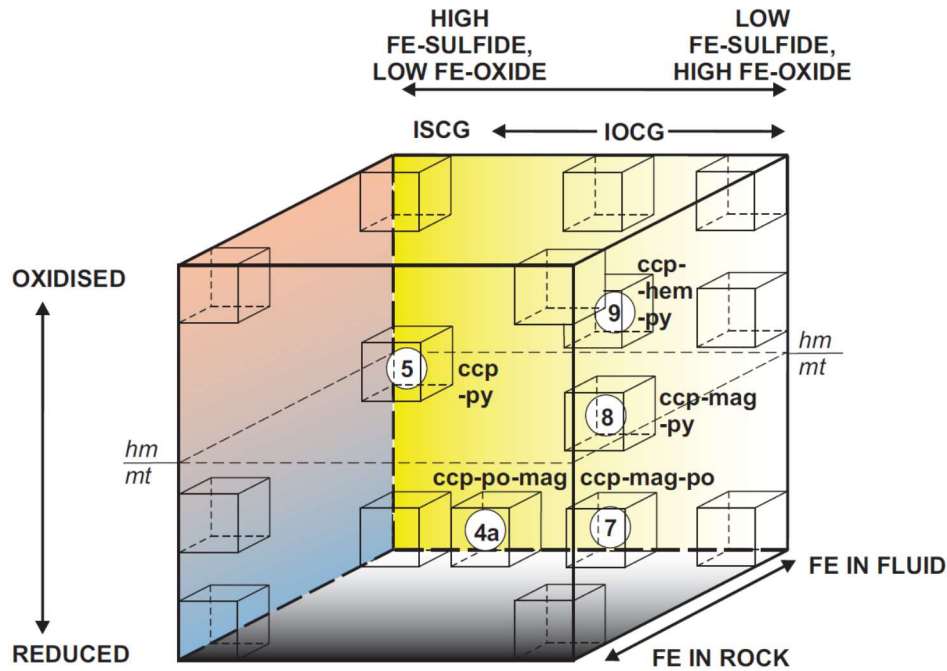 HIGH
FE-SULFIDE,
LOW FE-OXIDE
LOW
FE-SULFIDE,
HIGH FE-OXIDE
ISCG
IOCG
OXIDISED
ccp-
-hem
-py
9
hm
mt
5
ccp
-py
ccp-mag
-py
8
hm
mt
ccp-po-mag
ccp-mag-po
4a
7
FE IN FLUID
REDUCED
FE IN ROCK